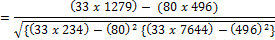 = (33 x 1279) − (80 x 496)
√{(33 x 234) − (80)² {(33 x 7644) − (496)²}